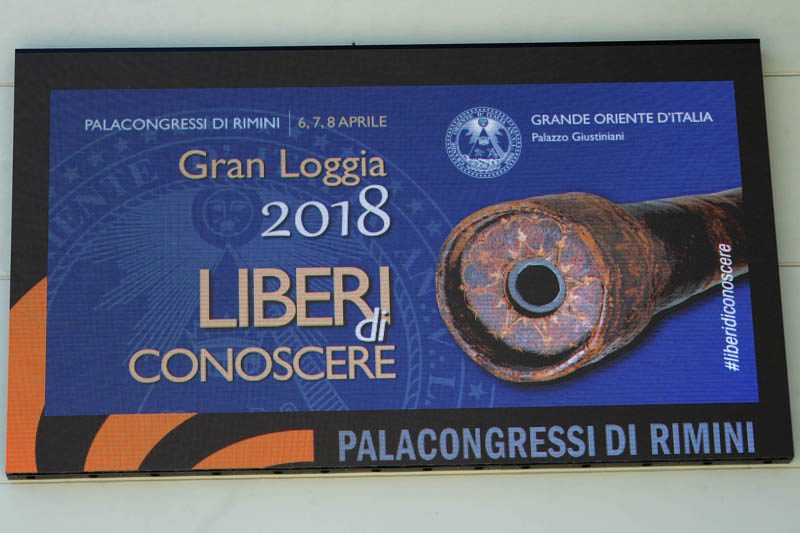 PALACONGRESSI DI RIMINI | 6, 7, 8 APRILE
GRANDE ORIENTE D'ITALIA
Palazzo Giustiniani
Gran Loggia
2018
LIBERI
di
CONOSCERE
#liberidiconoscere
PALACONGRESSI DI RIMINI